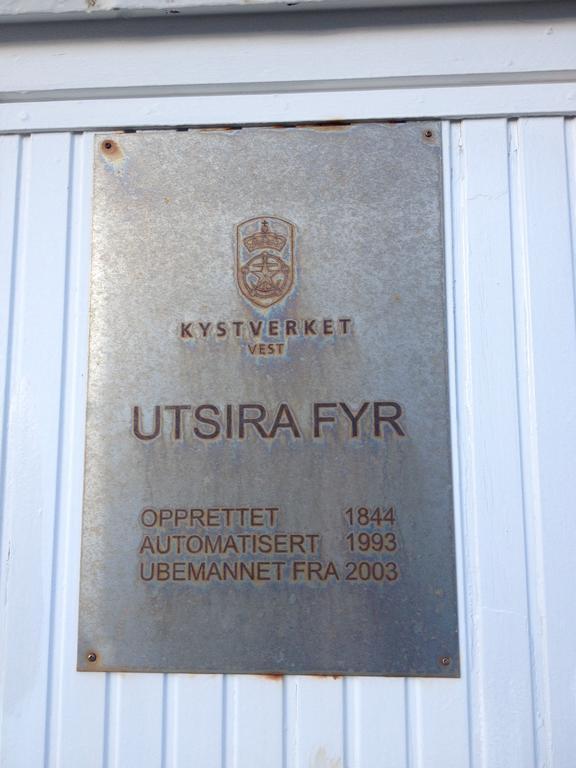 KYSTVERKET
VEST
UTSIRA FYR
OPPRETTET 1844
AUTOMATISERT 1993
UBEMANNET FRA 2003